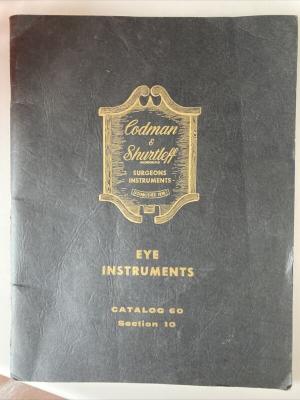 Codman
&
Shurtleff
SURGEONS
INSTRUMENTS
EYE
INSTRUMENTS
CATALOG 60
Section 10